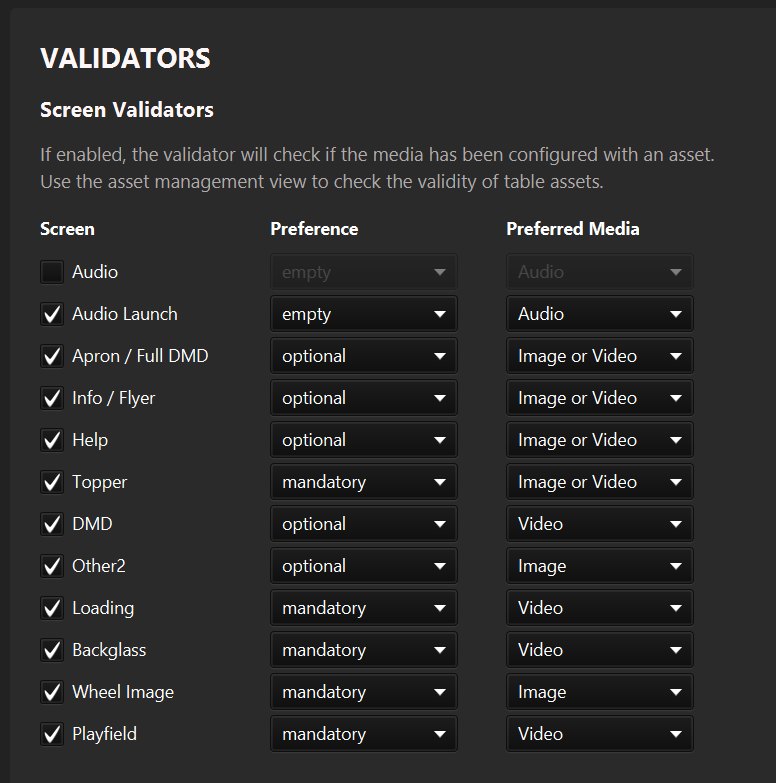 VALIDATORS
Screen Validators
If enabled, the validator will check if the media has been configured with an asset.
Use the asset management view to check the validity of table assets.
Screen Preference Preferred Media
Audio empty Audio
Audio Launch empty Audio
Apron / Full DMD optional Image or Video
Info / Flyer optional Image or Video
Help optional Image or Video
Topper mandatory Image or Video
DMD optional Video
Other2 optional Image
Loading mandatory Video
Backglass mandatory Video
Wheel Image mandatory Image
Playfield mandatory Video